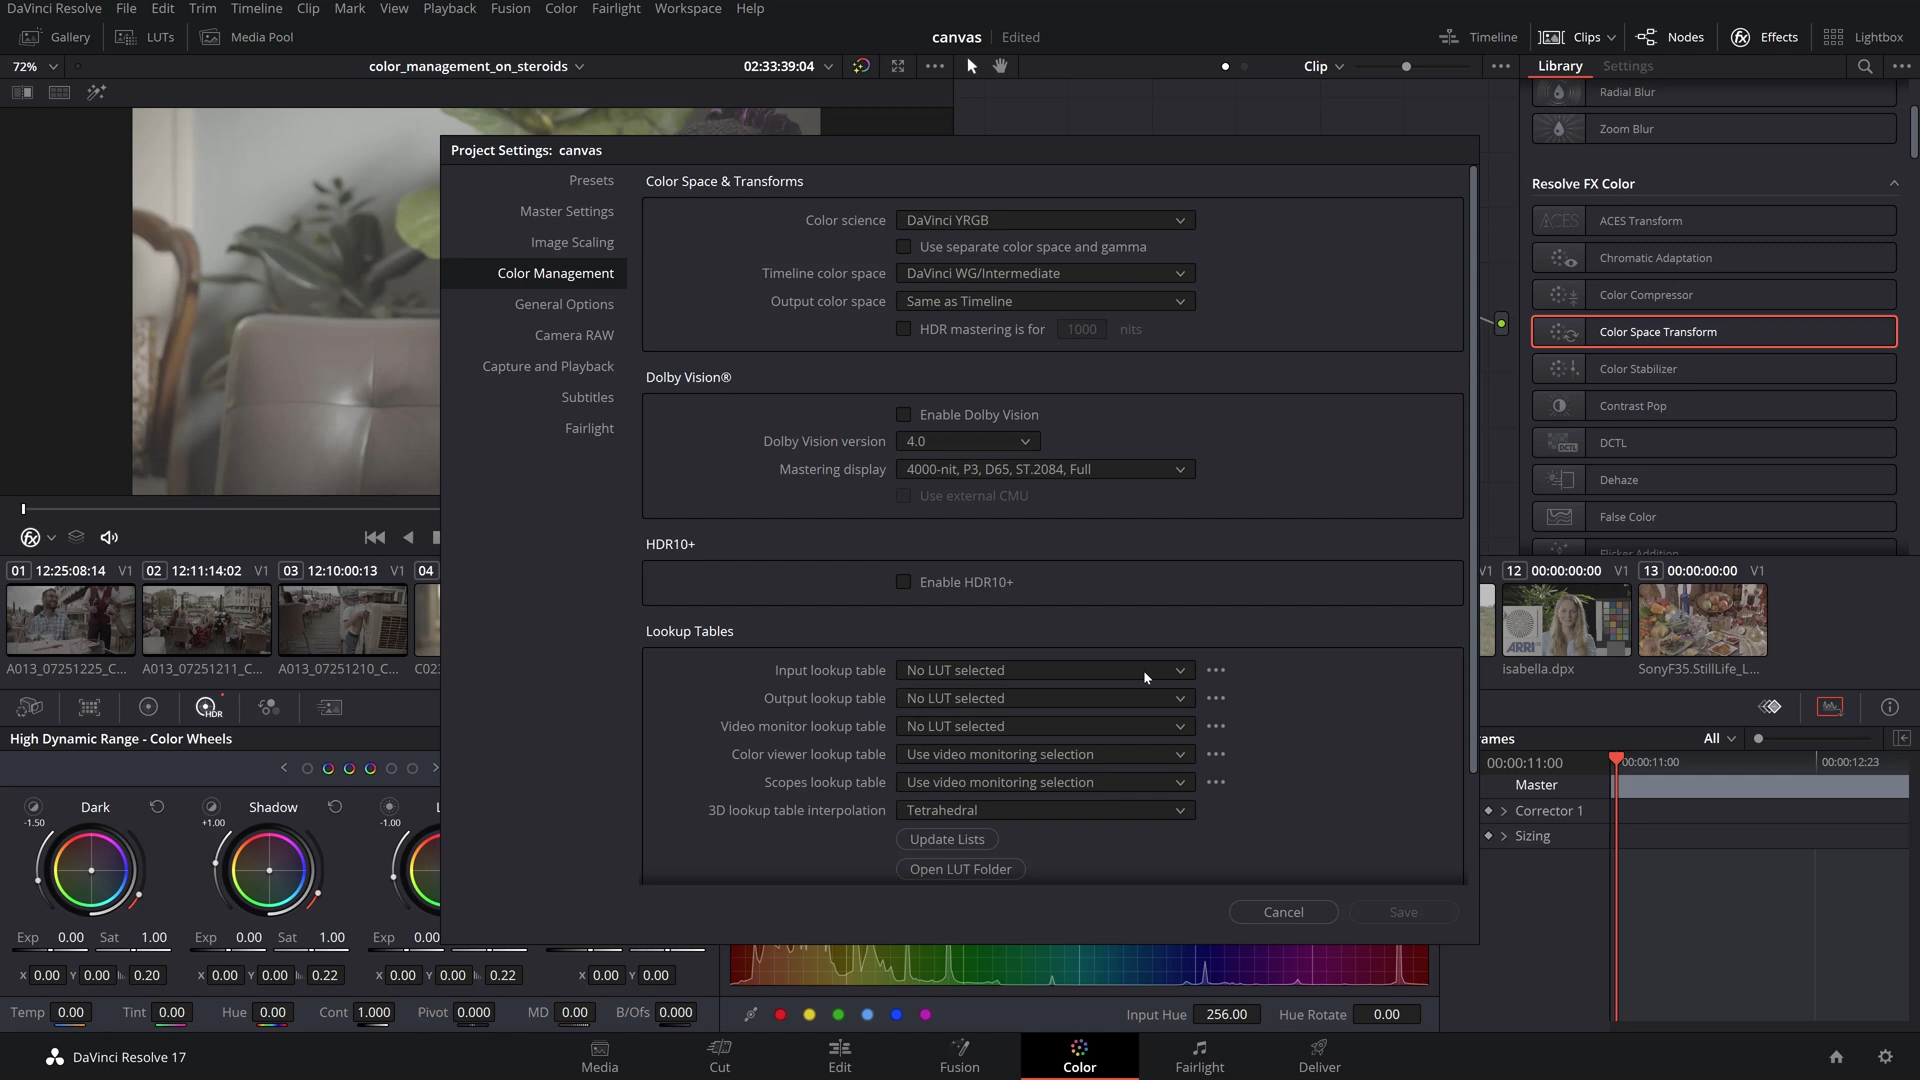 DaVinci Resolve File Edit Trim Timeline Clip Mark View Playback Fusion Color Fairlight Workspace Help
Gallery LUTs Media Pool canvas Edited Timeline Clips Nodes Effects Lightbox
72% color_management_on_steroids 02:33:39:04 Clip Library Settings
Radial Blur
Zoom Blur
Project Settings: canvas
Presets
Master Settings
Image Scaling
Color Management
General Options
Camera RAW
Capture and Playback
Subtitles
Fairlight
Color Space & Transforms
Color science DaVinci YRGB
Use separate color space and gamma
Timeline color space DaVinci WG/Intermediate
Output color space Same as Timeline
HDR mastering is for 1000 nits
Dolby Vision®
Enable Dolby Vision
Dolby Vision version 4.0
Mastering display 4000-nit, P3, D65, ST.2084, Full
Use external CMU
HDR10+
Enable HDR10+
Lookup Tables
Input lookup table No LUT selected
Output lookup table No LUT selected
Video monitor lookup table No LUT selected
Color viewer lookup table Use video monitoring selection
Scopes lookup table Use video monitoring selection
3D lookup table interpolation Tetrahedral
Update Lists
Open LUT Folder
Cancel Save
Resolve FX Color
ACES ACES Transform
Chromatic Adaptation
Color Compressor
Color Space Transform
Color Stabilizer
Contrast Pop
DCTL DCTL
Dehaze
False Color
Flicker Addition
01 12:25:08:14 V1 02 12:11:14:02 V1 03 12:10:00:13 V1 04
V1 12 00:00:00:00 V1 13 00:00:00:00 V1
ARRI
A013_07251225_C... A013_07251211_C... A013_07251210_C... C02
isabella.dpx SonyF35.StillLife_L...
HDR
High Dynamic Range - Color Wheels
Dark Shadow L
-1.50 +1.00 -1.00
Exp 0.00 Sat 1.00 Exp 0.00 Sat 1.00 Exp 0.00
X 0.00 Y 0.00 0.20 X 0.00 Y 0.00 0.22 X 0.00 Y 0.00 0.22 X 0.00 Y 0.00
Temp 0.00 Tint 0.00 Hue 0.00 Cont 1.000 Pivot 0.000 MD 0.00 B/Ofs 0.000
Input Hue 256.00 Hue Rotate 0.00
rames All
00:00:11:00 00:00:11:00 00:00:12:23
Master
Corrector 1
Sizing
DaVinci Resolve 17 Media Cut Edit Fusion Color Fairlight Deliver